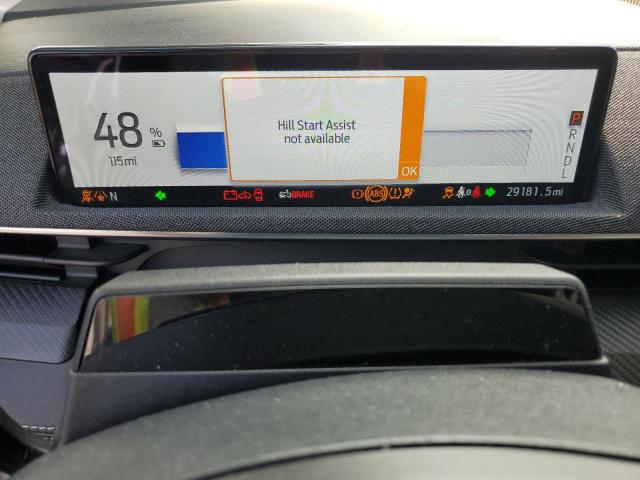 48 %
115 mi
Hill Start Assist
not available
OK
P
R
N
D
L
N
BRAKE
ABS
29181.5 mi